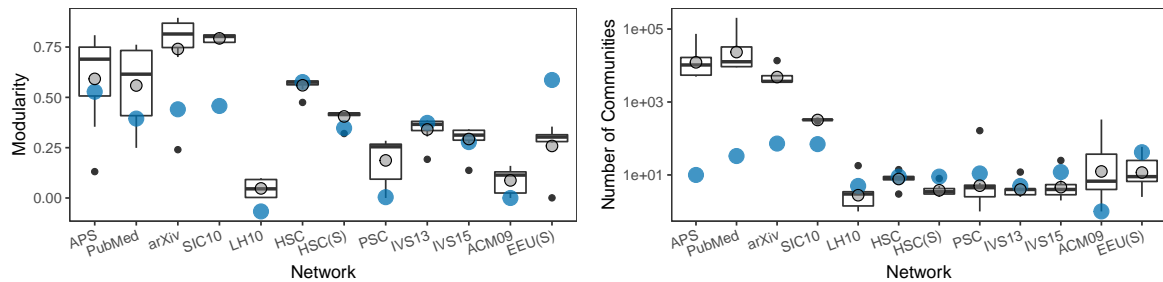 Modularity
0.75
0.50
0.25
0.00
APS
PubMed
arXiv
SIC10
LH10
HSC
HSC(S)
PSC
IVS13
IVS15
ACM09
EEU(S)
Network
Number of Communities
1e+05
1e+03
1e+01
APS
PubMed
arXiv
SIC10
LH10
HSC
HSC(S)
PSC
IVS13
IVS15
ACM09
EEU(S)
Network